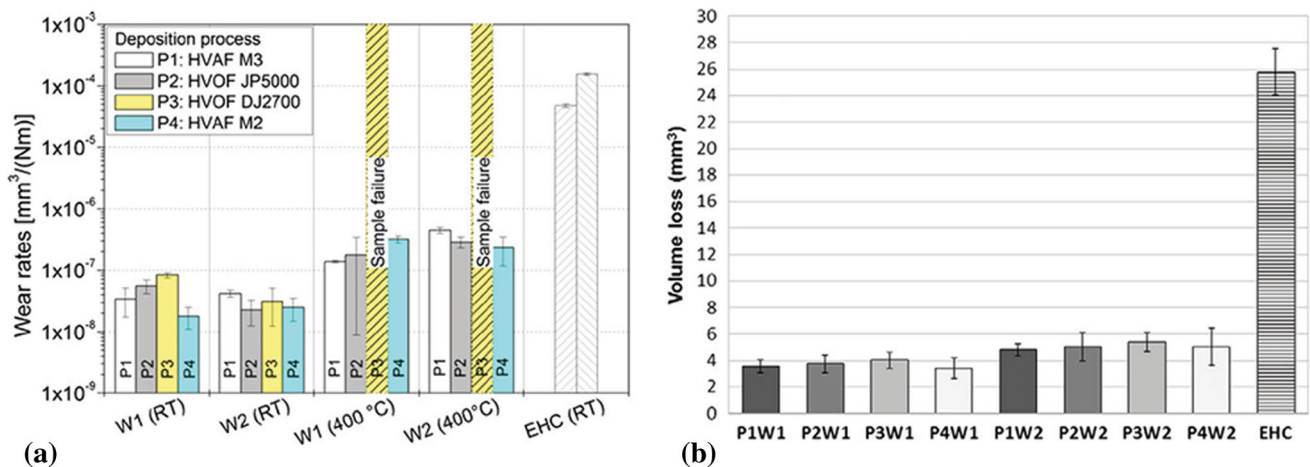 Wear rates [mm³/(Nm)]
1x10⁻³
1x10⁻⁴
1x10⁻⁵
1x10⁻⁶
1x10⁻⁷
1x10⁻⁸
1x10⁻⁹
Deposition process
P1: HVAF M3
P2: HVOF JP5000
P3: HVOF DJ2700
P4: HVAF M2
Sample failure
Sample failure
P1 P2 P3 P4
P1 P2 P3 P4
P1 P2 P3 P4
P1 P2 P3 P4
W1 (RT)
W2 (RT)
W1 (400 °C)
W2 (400°C)
EHC (RT)
(a)
Volume loss (mm³)
30
28
26
24
22
20
18
16
14
12
10
8
6
4
2
0
P1W1 P2W1 P3W1 P4W1 P1W2 P2W2 P3W2 P4W2 EHC
(b)